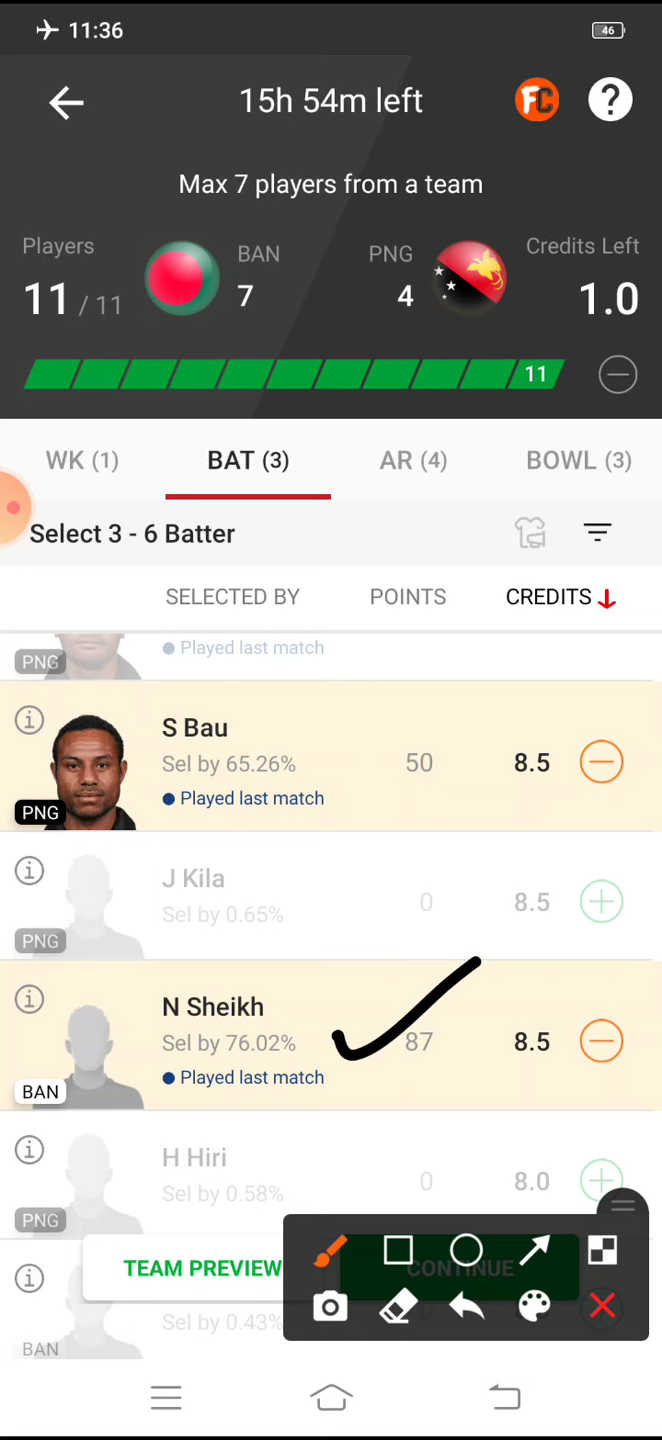 11:36
46
15h 54m left
FC
?
Max 7 players from a team
Players
BAN
PNG
Credits Left
11 / 11
7
4
1.0
11
WK (1)
BAT (3)
AR (4)
BOWL (3)
Select 3 - 6 Batter
SELECTED BY
POINTS
CREDITS
Played last match
PNG
S Bau
Sel by 65.26%
50
8.5
Played last match
PNG
J Kila
Sel by 0.65%
0
8.5
PNG
N Sheikh
Sel by 76.02%
87
8.5
Played last match
BAN
H Hiri
Sel by 0.58%
0
8.0
PNG
TEAM PREVIEW
CONTINUE
Sel by 0.43%
BAN